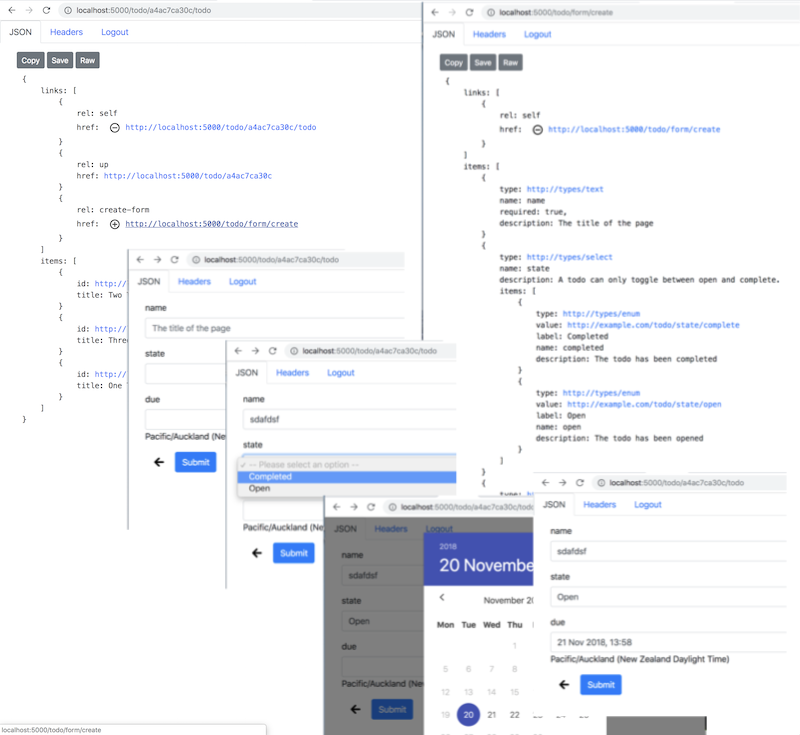 localhost:5000/todo/a4ac7ca30c/todo
JSON Headers Logout
Copy Save Raw
{
links: [
{
rel: self
href: http://localhost:5000/todo/a4ac7ca30c/todo
}
{
rel: up
href: http://localhost:5000/todo/a4ac7ca30c
}
{
rel: create-form
href: http://localhost:5000/todo/form/create
}
]
items: [
{
id: http:/
title: Two
}
{
id: http:/
title: Three
}
{
id: http:/
title: One
}
]
}
localhost:5000/todo/form/create
localhost:5000/todo/form/create
JSON Headers Logout
Copy Save Raw
{
links: [
{
rel: self
href: http://localhost:5000/todo/form/create
}
]
items: [
{
type: http://types/text
name: name
required: true,
description: The title of the page
}
{
type: http://types/select
name: state
description: A todo can only toggle between open and complete.
items: [
{
type: http://types/enum
value: http://example.com/todo/state/complete
label: Completed
name: completed
description: The todo has been completed
}
{
type: http://types/enum
value: http://example.com/todo/state/open
label: Open
name: open
description: The todo has been opened
}
]
}
{
localhost:5000/todo/a4ac7ca30c/todo
JSON Headers Logout
name
The title of the page
state
due
Pacific/Auckland (Ne
Submit
localhost:5000/todo/a4ac7ca30c/todo
JSON Headers Logout
name
sdafdsf
state
-- Please select an option --
Completed
Open
Pacific/Auckland (Ne
Submit
localhost:5000/todo/a4ac7ca30c/todo
JSON Headers Logout
name
sdafdsf
state
Open
due
Pacific/Auckland (Ne
Submit
2018
20 Novembe
November 20
Mon Tue Wed Thu
1
5 6 7 8
12 13 14 15
19 20 21 22 23 24 25
26 27 28 29
localhost:5000/todo/a4ac7ca30c/todo
JSON Headers Logout
name
sdafdsf
state
Open
due
21 Nov 2018, 13:58
Pacific/Auckland (New Zealand Daylight Time)
Submit